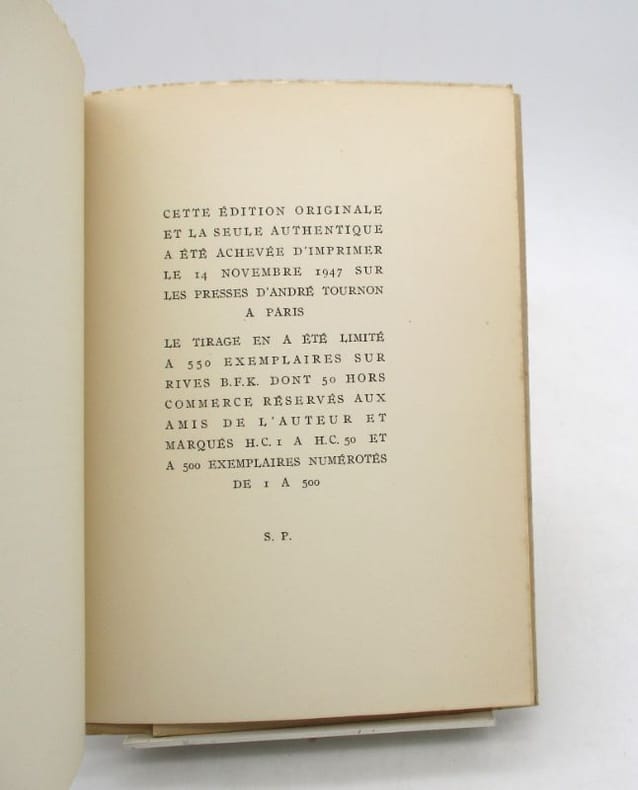 CETTE ÉDITION ORIGINALE
ET LA SEULE AUTHENTIQUE
A ÉTÉ ACHEVÉE D'IMPRIMER
LE 14 NOVEMBRE 1947 SUR
LES PRESSES D'ANDRÉ TOURNON
A PARIS
LE TIRAGE EN A ÉTÉ LIMITÉ
A 550 EXEMPLAIRES SUR
RIVES B.F.K. DONT 50 HORS
COMMERCE RÉSERVÉS AUX
AMIS DE L'AUTEUR ET
MARQUÉS H.C. 1 A H.C. 50 ET
A 500 EXEMPLAIRES NUMÉROTÉS
DE 1 A 500
S. P.